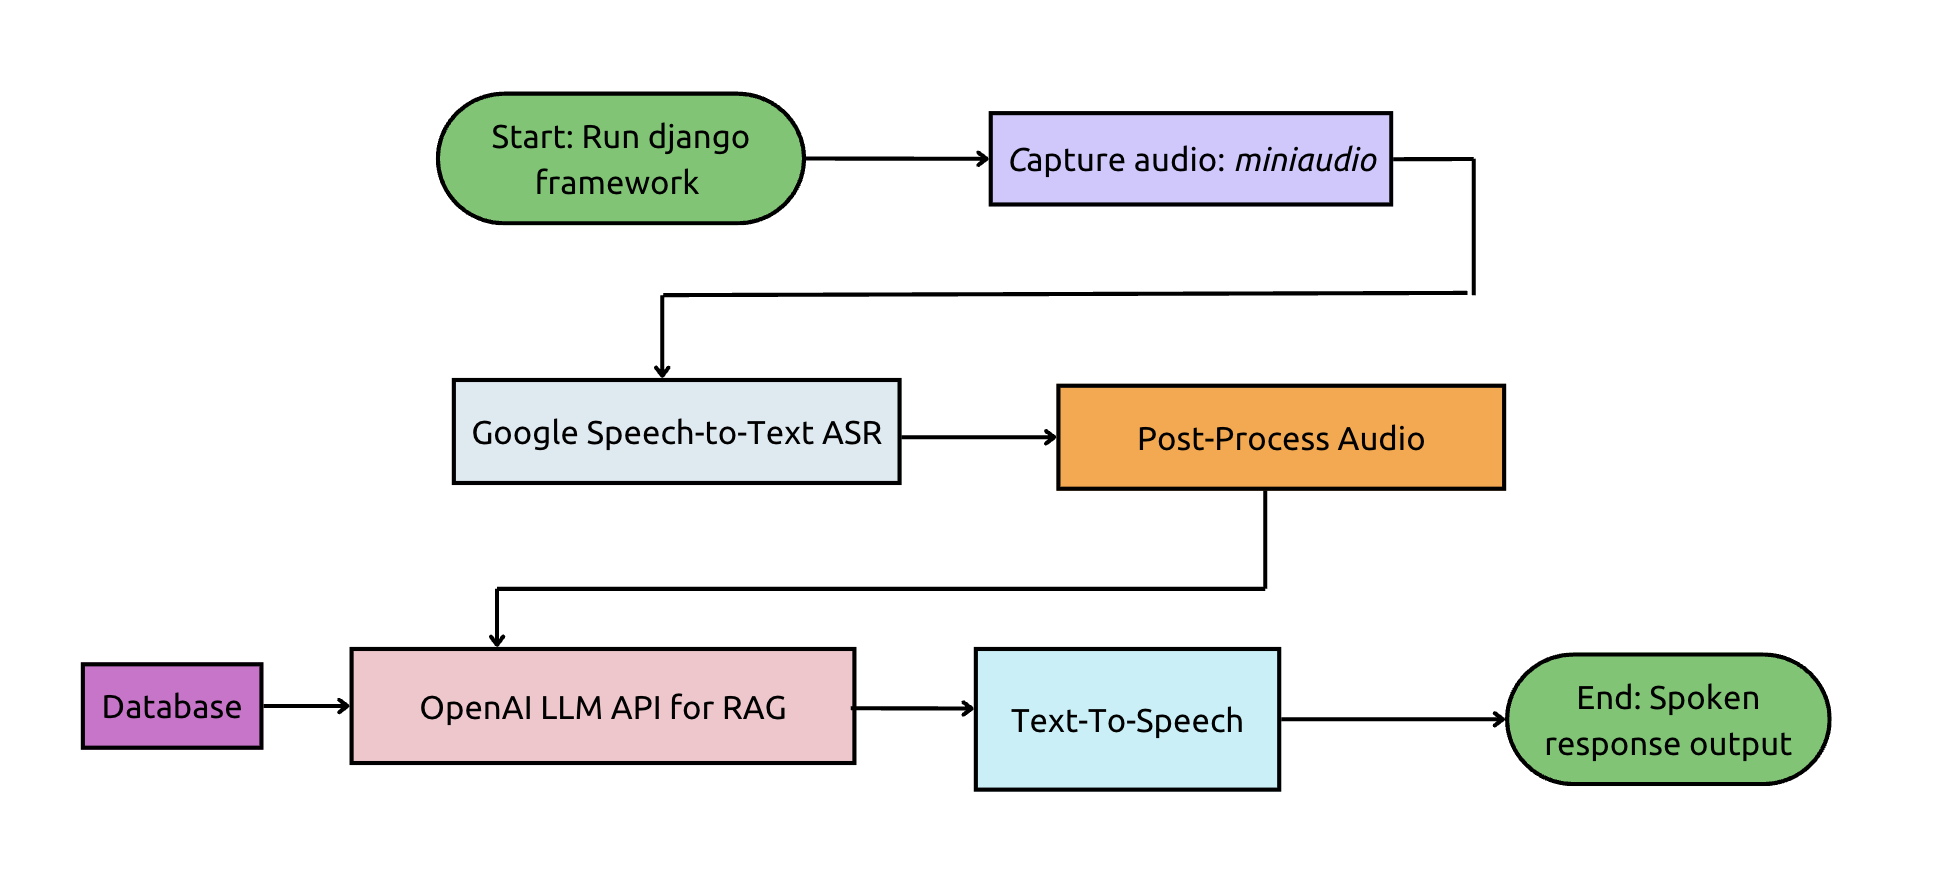 Start: Run django
framework
Capture audio: miniaudio
Google Speech-to-Text ASR
Post-Process Audio
Database
OpenAI LLM API for RAG
Text-To-Speech
End: Spoken
response output